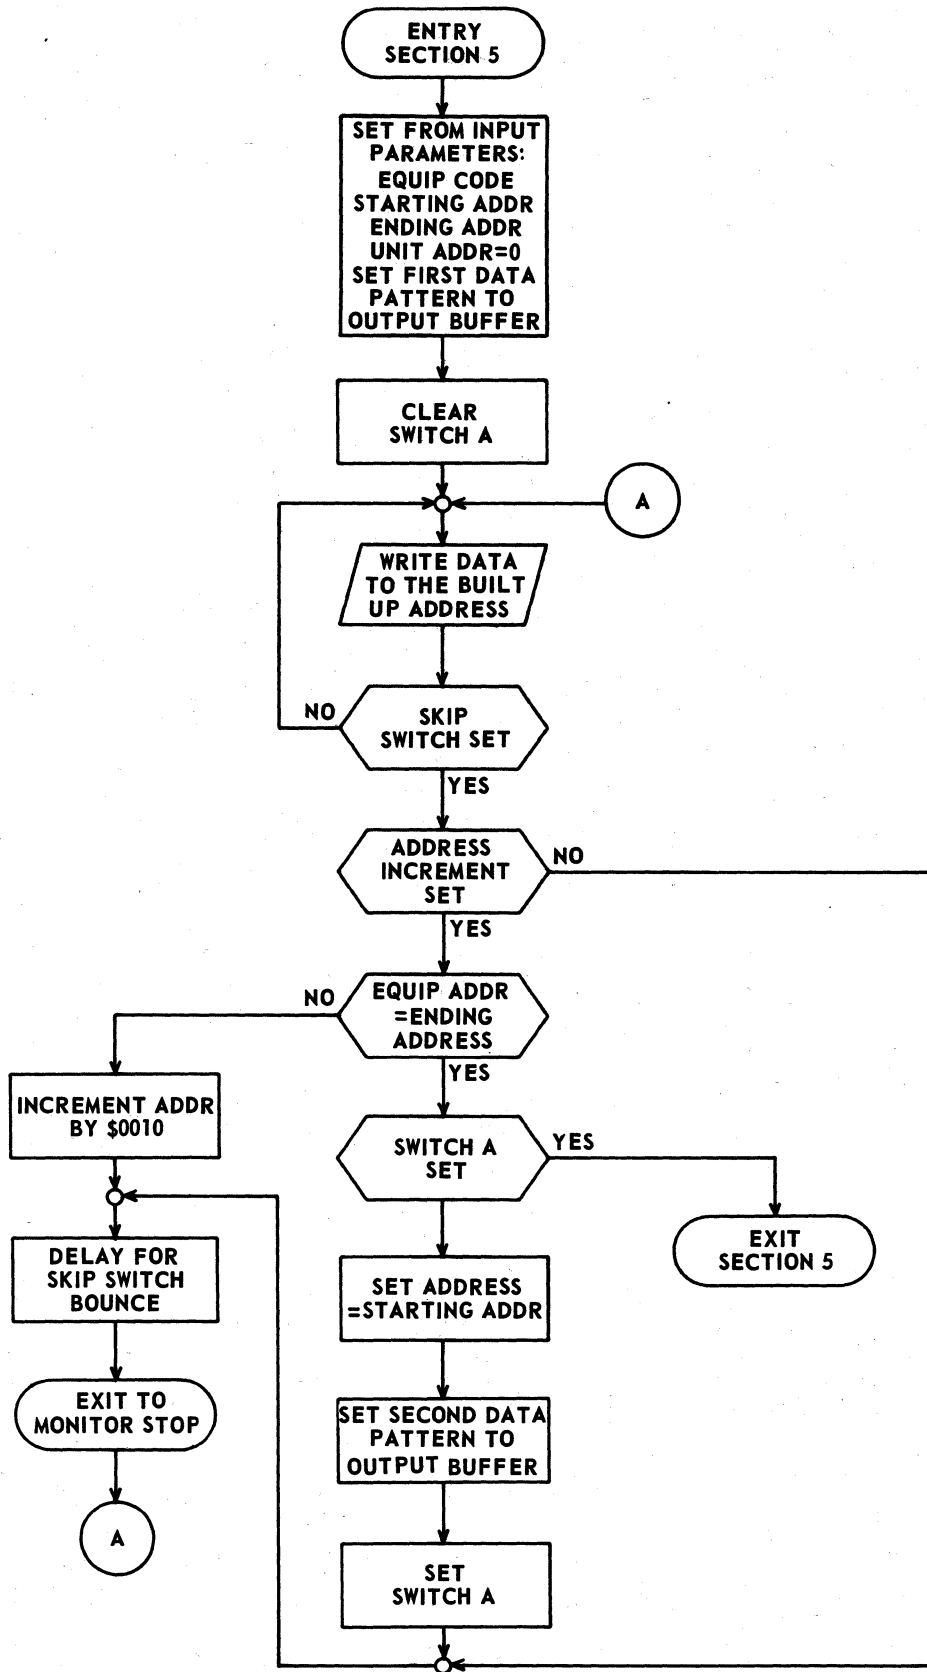 ENTRY
SECTION 5
SET FROM INPUT
PARAMETERS:
EQUIP CODE
STARTING ADDR
ENDING ADDR
UNIT ADDR=0
SET FIRST DATA
PATTERN TO
OUTPUT BUFFER
CLEAR
SWITCH A
A
WRITE DATA
TO THE BUILT
UP ADDRESS
NO
SKIP
SWITCH SET
YES
ADDRESS
INCREMENT
SET
NO
YES
NO
EQUIP ADDR
=ENDING
ADDRESS
YES
INCREMENT ADDR
BY $0010
SWITCH A
SET
YES
DELAY FOR
SKIP SWITCH
BOUNCE
EXIT
SECTION 5
SET ADDRESS
=STARTING ADDR
EXIT TO
MONITOR STOP
SET SECOND DATA
PATTERN TO
OUTPUT BUFFER
A
SET
SWITCH A